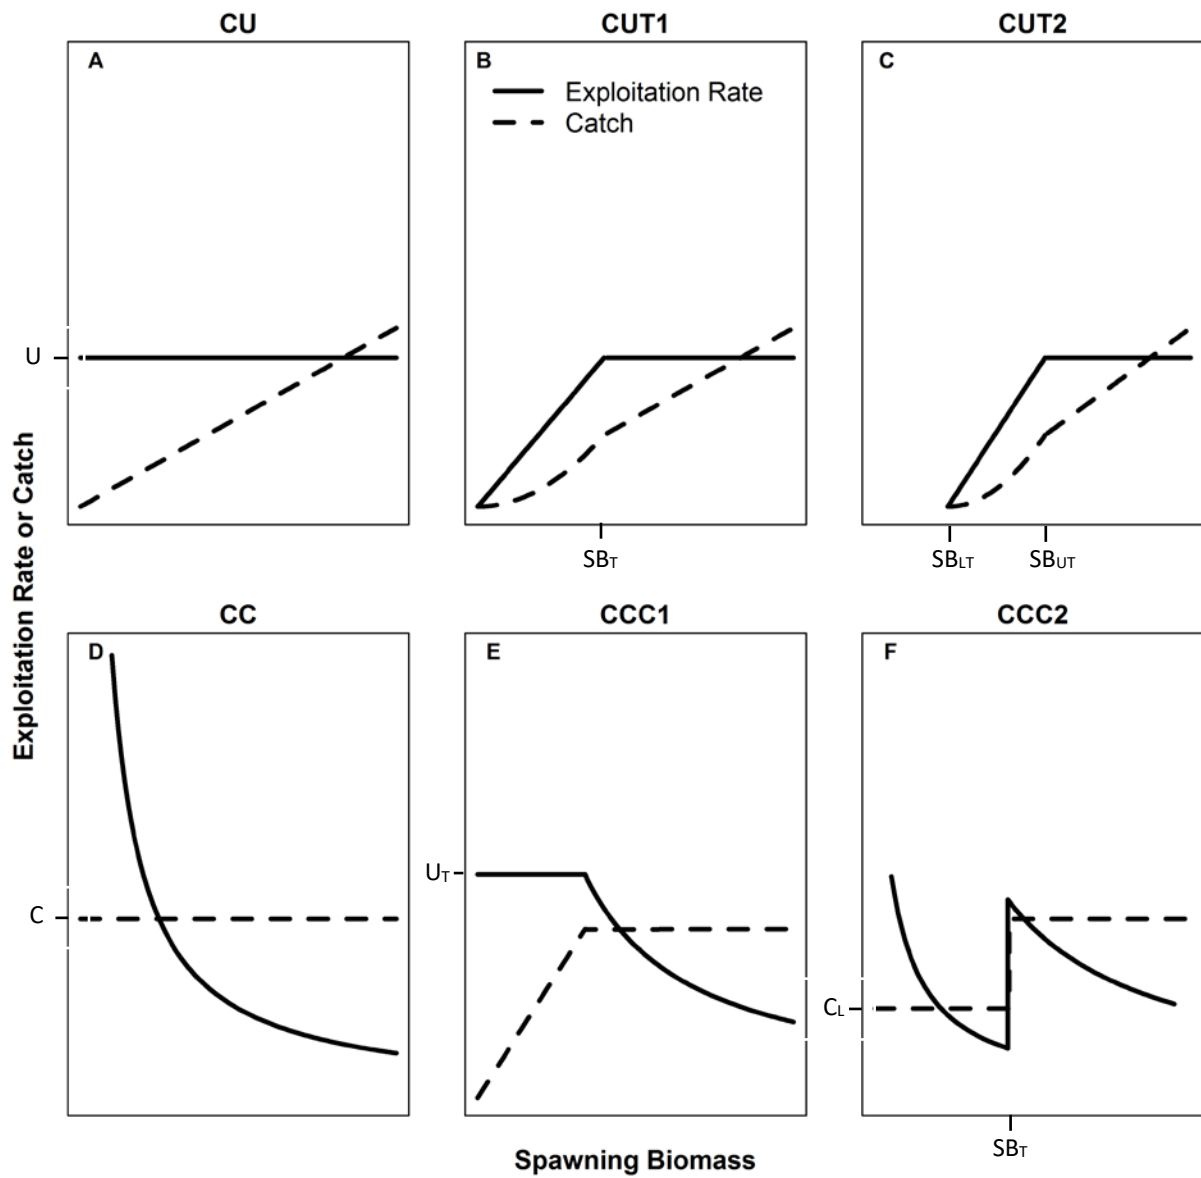 CU
CUT1
CUT2
A
B
C
Exploitation Rate
Catch
U
SBT
SBLT
SBUT
Exploitation Rate or Catch
CC
CCC1
CCC2
D
E
F
C
UT
CL
SBT
Spawning Biomass